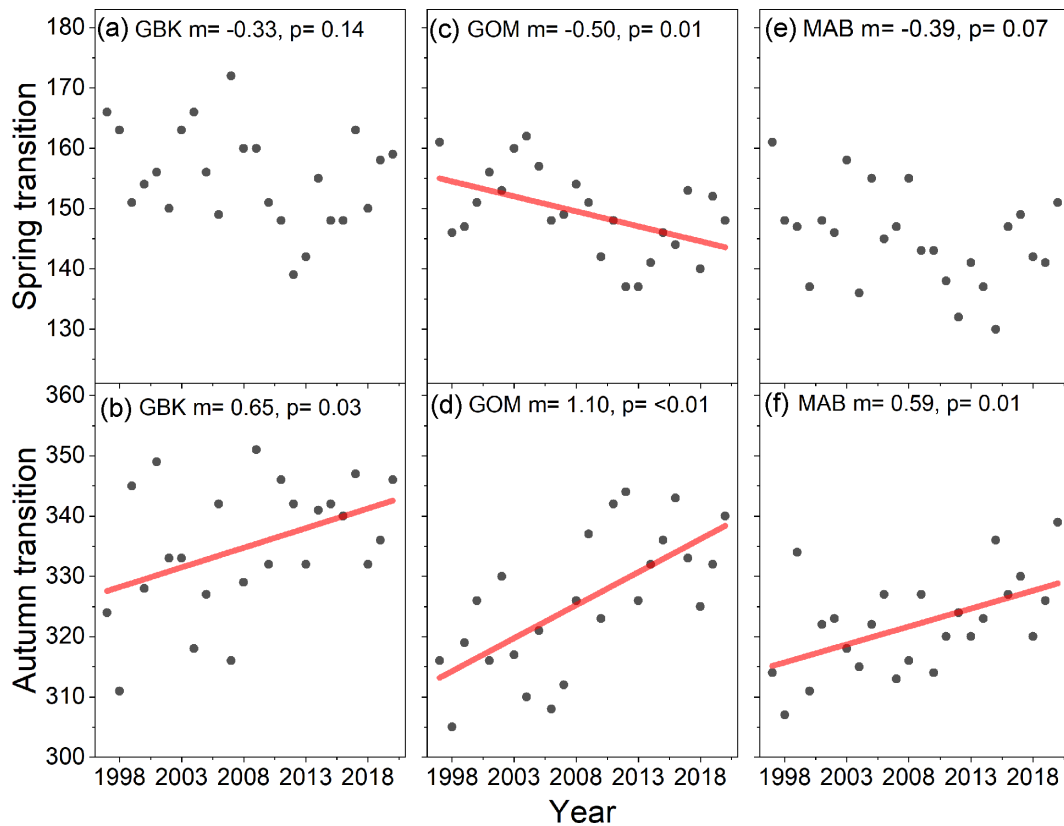 (a) GBK m= -0.33, p= 0.14
(c) GOM m= -0.50, p= 0.01
(e) MAB m= -0.39, p= 0.07
Spring transition
180
170
160
150
140
130
(b) GBK m= 0.65, p= 0.03
(d) GOM m= 1.10, p= <0.01
(f) MAB m= 0.59, p= 0.01
Autumn transition
360
350
340
330
320
310
300
1998 2003 2008 2013 2018
1998 2003 2008 2013 2018
1998 2003 2008 2013 2018
Year